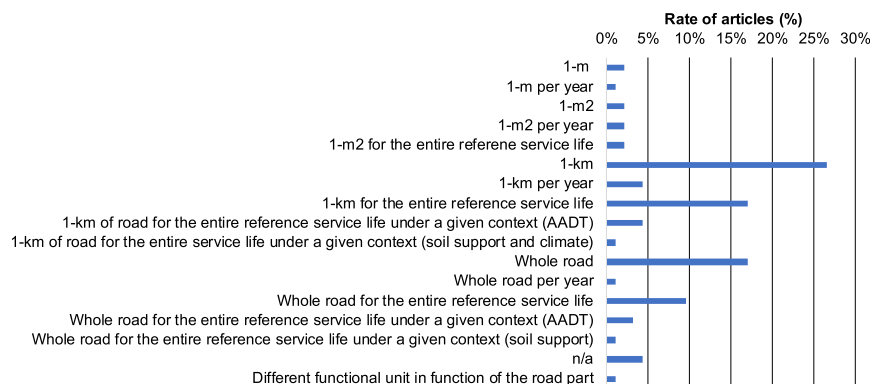 Rate of articles (%)
0% 5% 10% 15% 20% 25% 30%
1-m
1-m per year
1-m2
1-m2 per year
1-m2 for the entire referene service life
1-km
1-km per year
1-km for the entire reference service life
1-km of road for the entire reference service life under a given context (AADT)
1-km of road for the entire service life under a given context (soil support and climate)
Whole road
Whole road per year
Whole road for the entire reference service life
Whole road for the entire reference service life under a given context (AADT)
Whole road for the entire reference service life under a given context (soil support)
n/a
Different functional unit in function of the road part